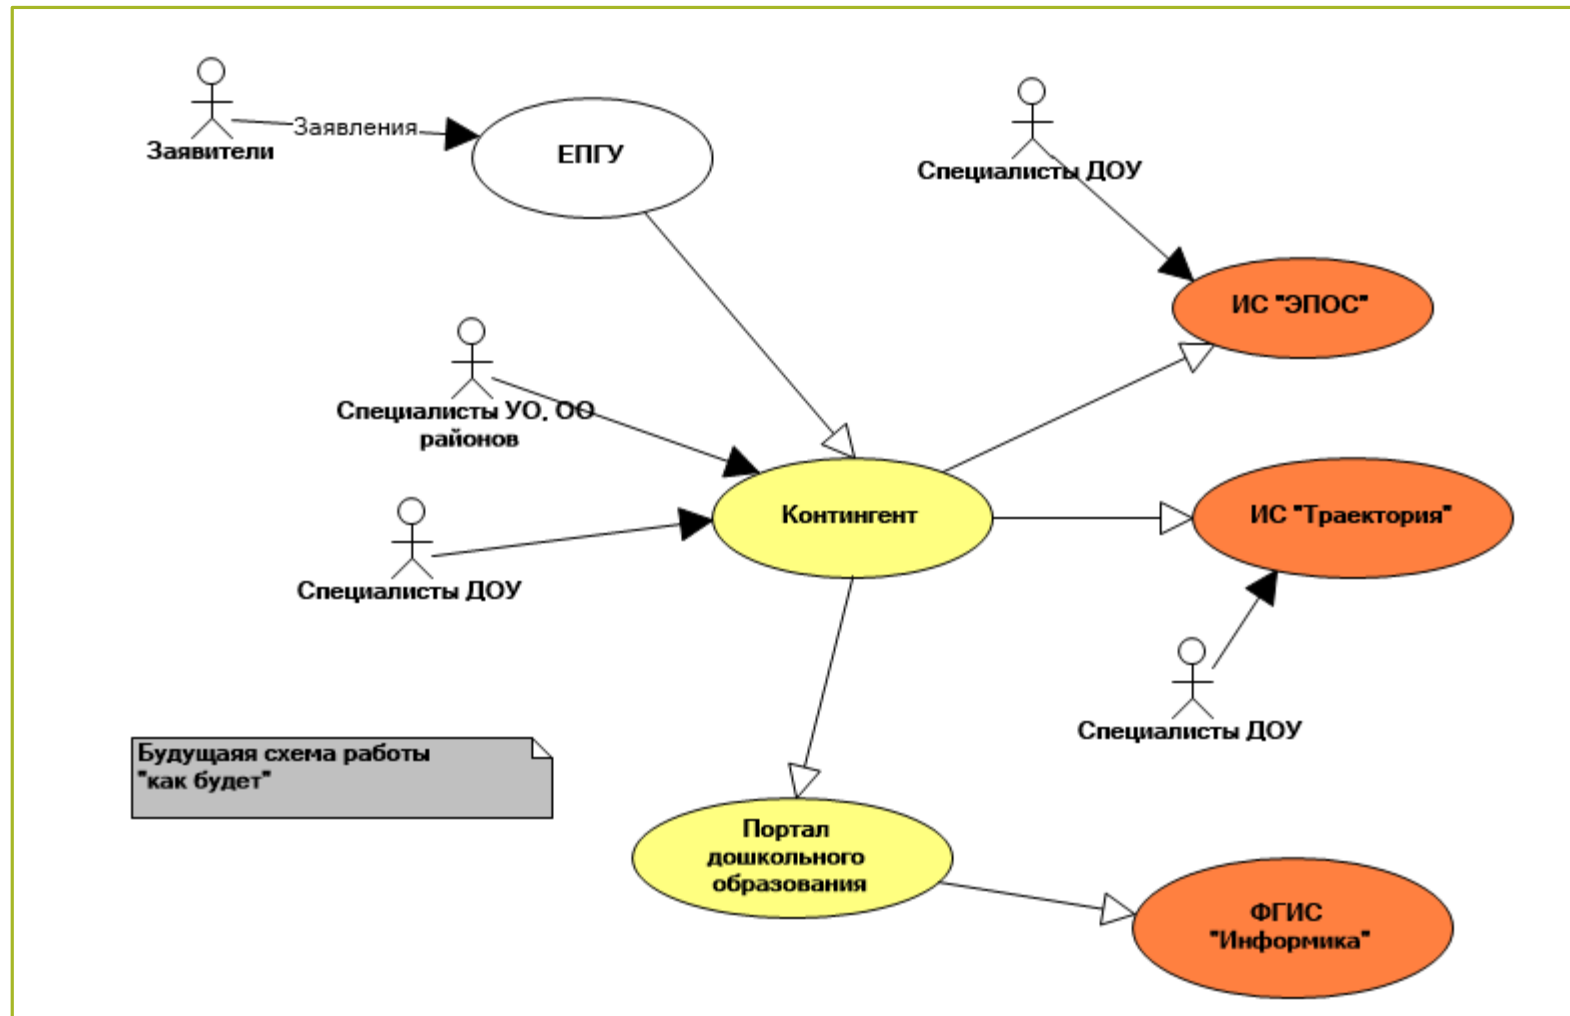 Заявители
Заявления
ЕПГУ
Специалисты ДОУ
ИС "ЭПОС"
Специалисты УО, ОО
районов
Контингент
ИС "Траектория"
Специалисты ДОУ
Специалисты ДОУ
Будущаяя схема работы
"как будет"
Портал
дошкольного
образования
ФГИС
"Информика"